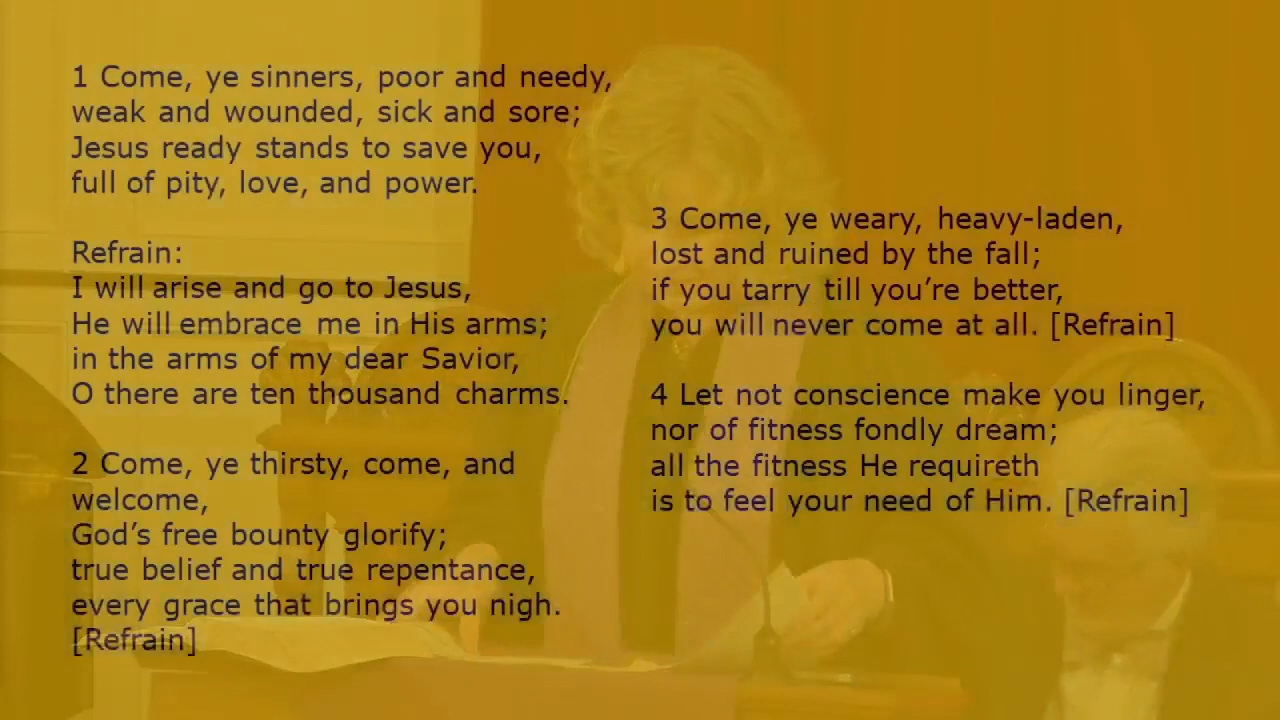 1 Come, ye sinners, poor and needy,
weak and wounded, sick and sore;
Jesus ready stands to save you,
full of pity, love, and power.
Refrain:
I will arise and go to Jesus,
He will embrace me in His arms;
in the arms of my dear Savior,
O there are ten thousand charms.
2 Come, ye thirsty, come, and
welcome,
God’s free bounty glorify;
true belief and true repentance,
every grace that brings you nigh.
[Refrain]
3 Come, ye weary, heavy-laden,
lost and ruined by the fall;
if you tarry till you’re better,
you will never come at all. [Refrain]
4 Let not conscience make you linger,
nor of fitness fondly dream;
all the fitness He requireth
is to feel your need of Him. [Refrain]